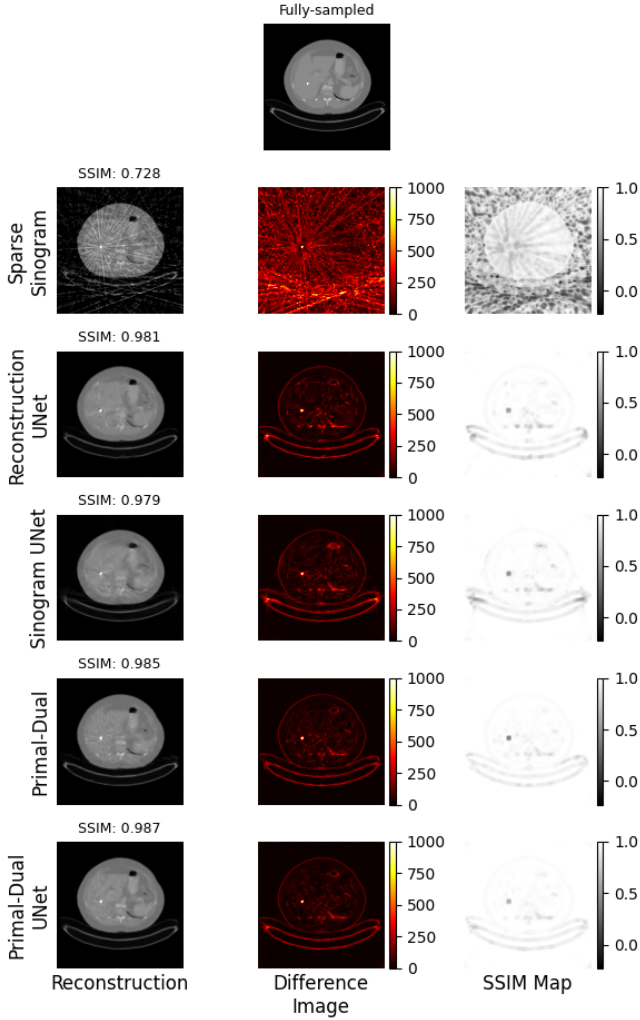 Fully-sampled
SSIM: 0.728
Sparse
Sinogram
1000
750
500
250
0
1.0
0.5
0.0
SSIM: 0.981
Reconstruction
UNet
1000
750
500
250
0
1.0
0.5
0.0
SSIM: 0.979
Sinogram UNet
1000
750
500
250
0
1.0
0.5
0.0
SSIM: 0.985
Primal-Dual
1000
750
500
250
0
1.0
0.5
0.0
SSIM: 0.987
Primal-Dual
UNet
1000
750
500
250
0
1.0
0.5
0.0
Reconstruction
Difference
Image
SSIM Map